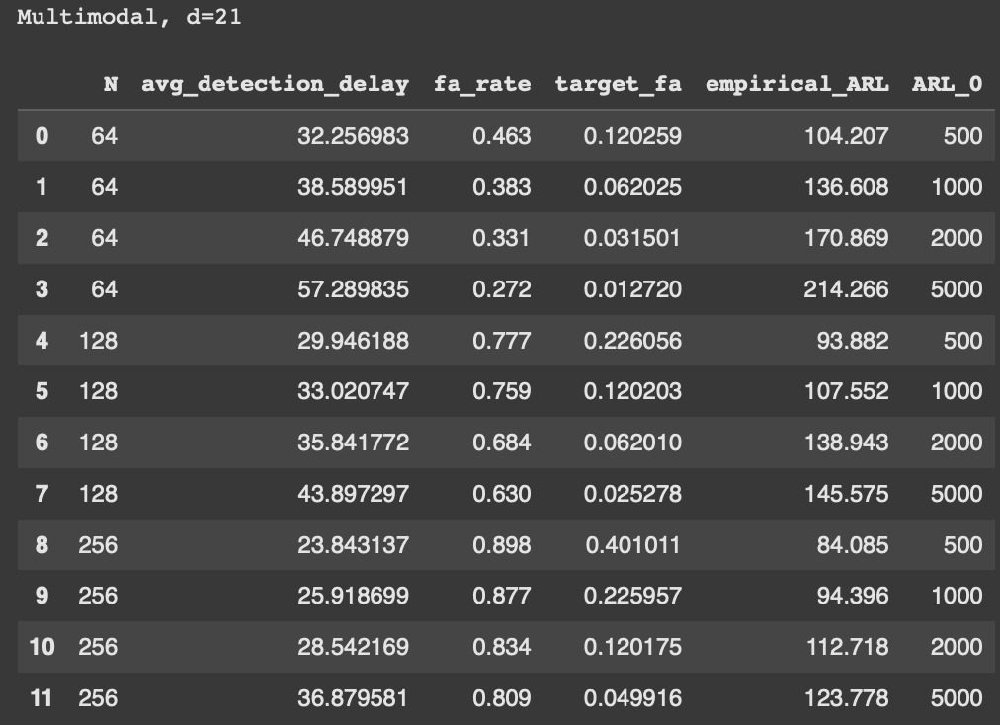 Multimodal, d=21
N avg_detection_delay fa_rate target_fa empirical_ARL ARL_0
0 64 32.256983 0.463 0.120259 104.207 500
1 64 38.589951 0.383 0.062025 136.608 1000
2 64 46.748879 0.331 0.031501 170.869 2000
3 64 57.289835 0.272 0.012720 214.266 5000
4 128 29.946188 0.777 0.226056 93.882 500
5 128 33.020747 0.759 0.120203 107.552 1000
6 128 35.841772 0.684 0.062010 138.943 2000
7 128 43.897297 0.630 0.025278 145.575 5000
8 256 23.843137 0.898 0.401011 84.085 500
9 256 25.918699 0.877 0.225957 94.396 1000
10 256 28.542169 0.834 0.120175 112.718 2000
11 256 36.879581 0.809 0.049916 123.778 5000